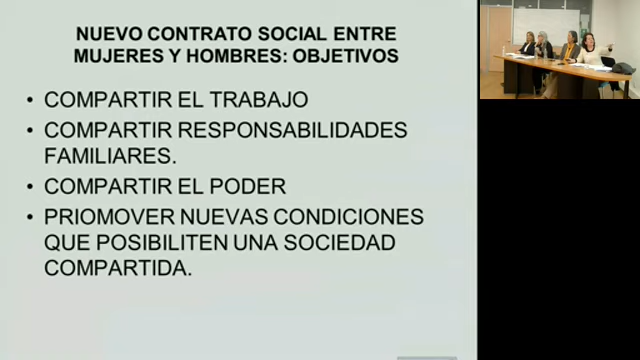 NUEVO CONTRATO SOCIAL ENTRE
MUJERES Y HOMBRES: OBJETIVOS
• COMPARTIR EL TRABAJO
• COMPARTIR RESPONSABILIDADES
FAMILIARES.
• COMPARTIR EL PODER
• PRIOMOVER NUEVAS CONDICIONES
QUE POSIBILITEN UNA SOCIEDAD
COMPARTIDA.